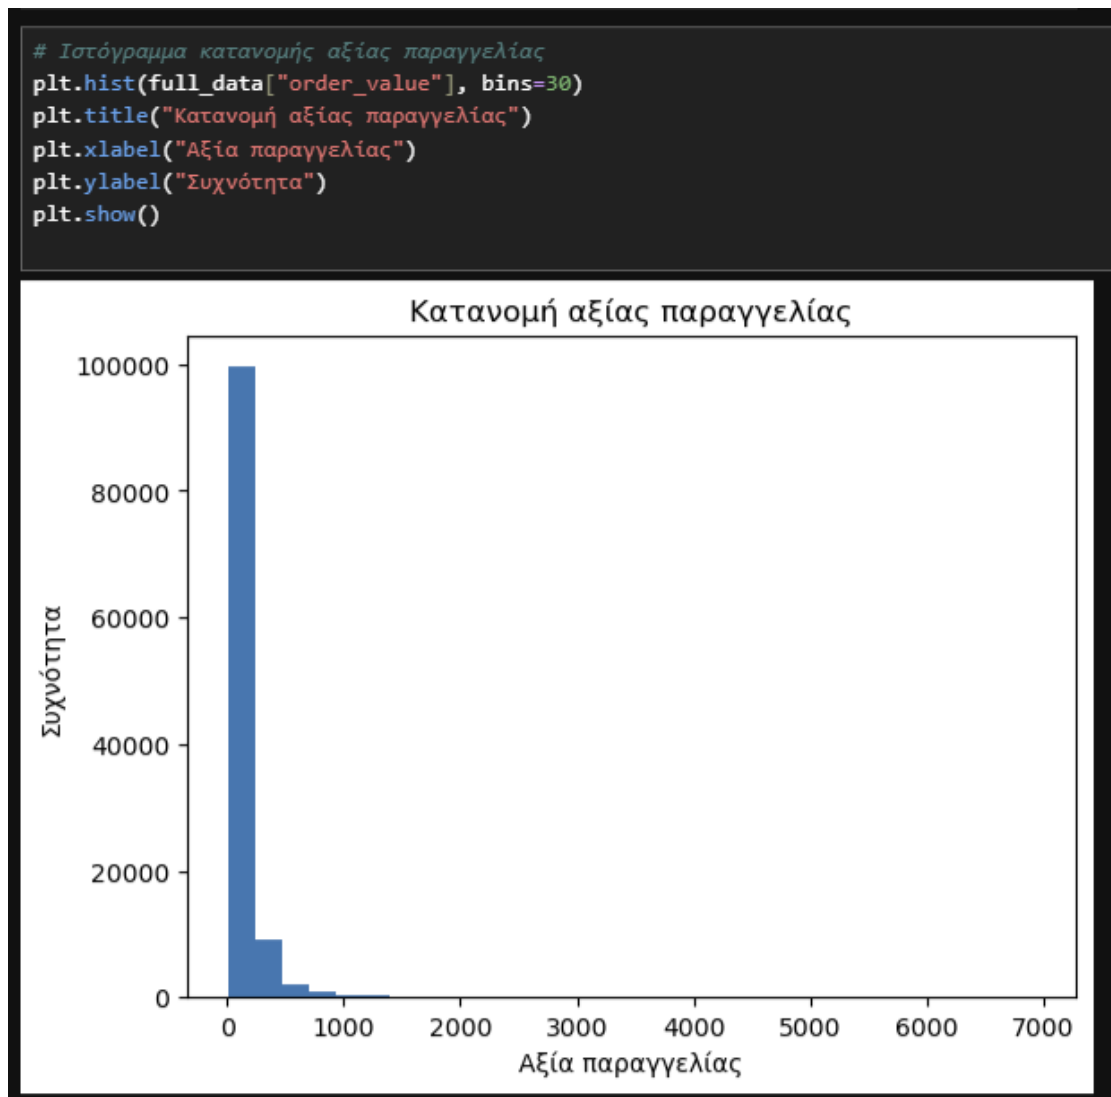 # Ιστόγραμμα κατανομής αξίας παραγγελίας
plt.hist(full_data["order_value"], bins=30)
plt.title("Κατανομή αξίας παραγγελίας")
plt.xlabel("Αξία παραγγελίας")
plt.ylabel("Συχνότητα")
plt.show()
Κατανομή αξίας παραγγελίας
100000
80000
60000
40000
20000
0
Συχνότητα
0 1000 2000 3000 4000 5000 6000 7000
Αξία παραγγελίας